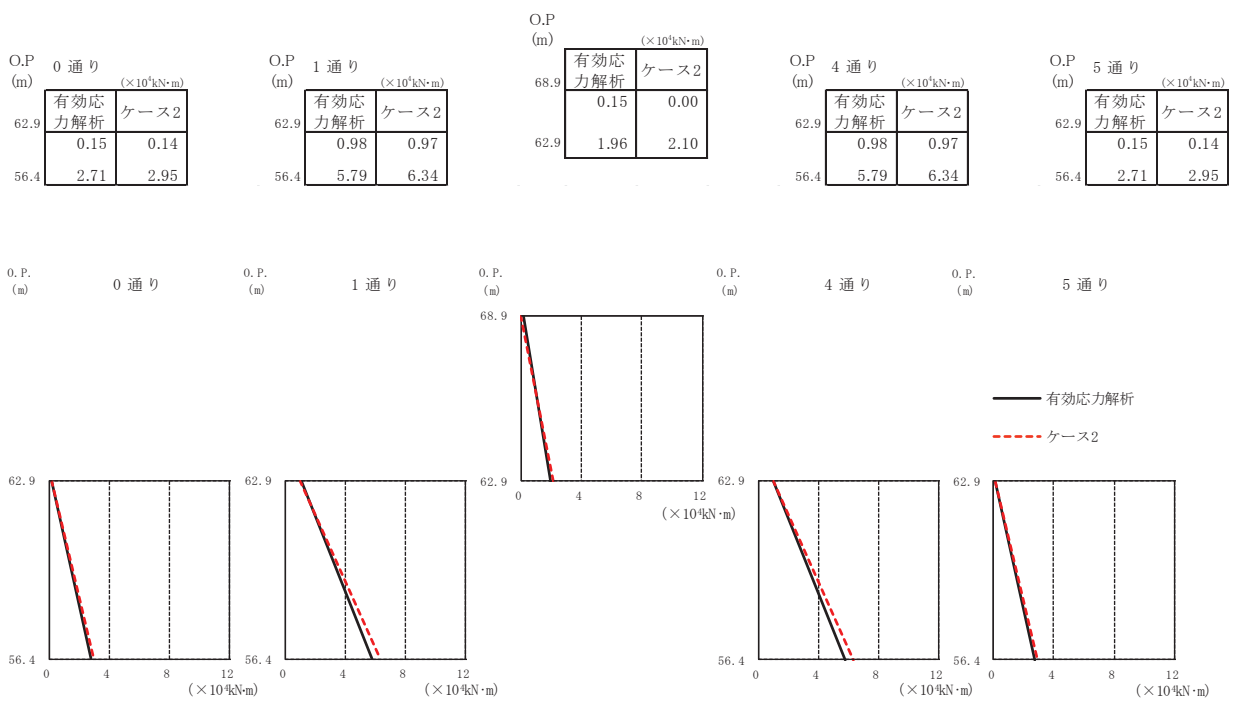 O.P
(m)
0 通り
(×10⁴kN・m)
有効応力解析 ケース2
62.9 0.15 0.14
56.4 2.71 2.95
O.P
(m)
1 通り
(×10⁴kN・m)
有効応力解析 ケース2
62.9 0.98 0.97
56.4 5.79 6.34
O.P
(m)
(×10⁴kN・m)
有効応力解析 ケース2
68.9 0.15 0.00
62.9 1.96 2.10
O.P
(m)
4 通り
(×10⁴kN・m)
有効応力解析 ケース2
62.9 0.98 0.97
56.4 5.79 6.34
O.P
(m)
5 通り
(×10⁴kN・m)
有効応力解析 ケース2
62.9 0.15 0.14
56.4 2.71 2.95
O.P.
(m)
0 通り
62.9
56.4
0 4 8 12
(×10⁴kN・m)
O.P.
(m)
1 通り
62.9
56.4
0 4 8 12
(×10⁴kN・m)
O.P.
(m)
68.9
62.9
0 4 8 12
(×10⁴kN・m)
O.P.
(m)
4 通り
62.9
56.4
0 4 8 12
(×10⁴kN・m)
O.P.
(m)
5 通り
有効応力解析
ケース2
62.9
56.4
0 4 8 12
(×10⁴kN・m)